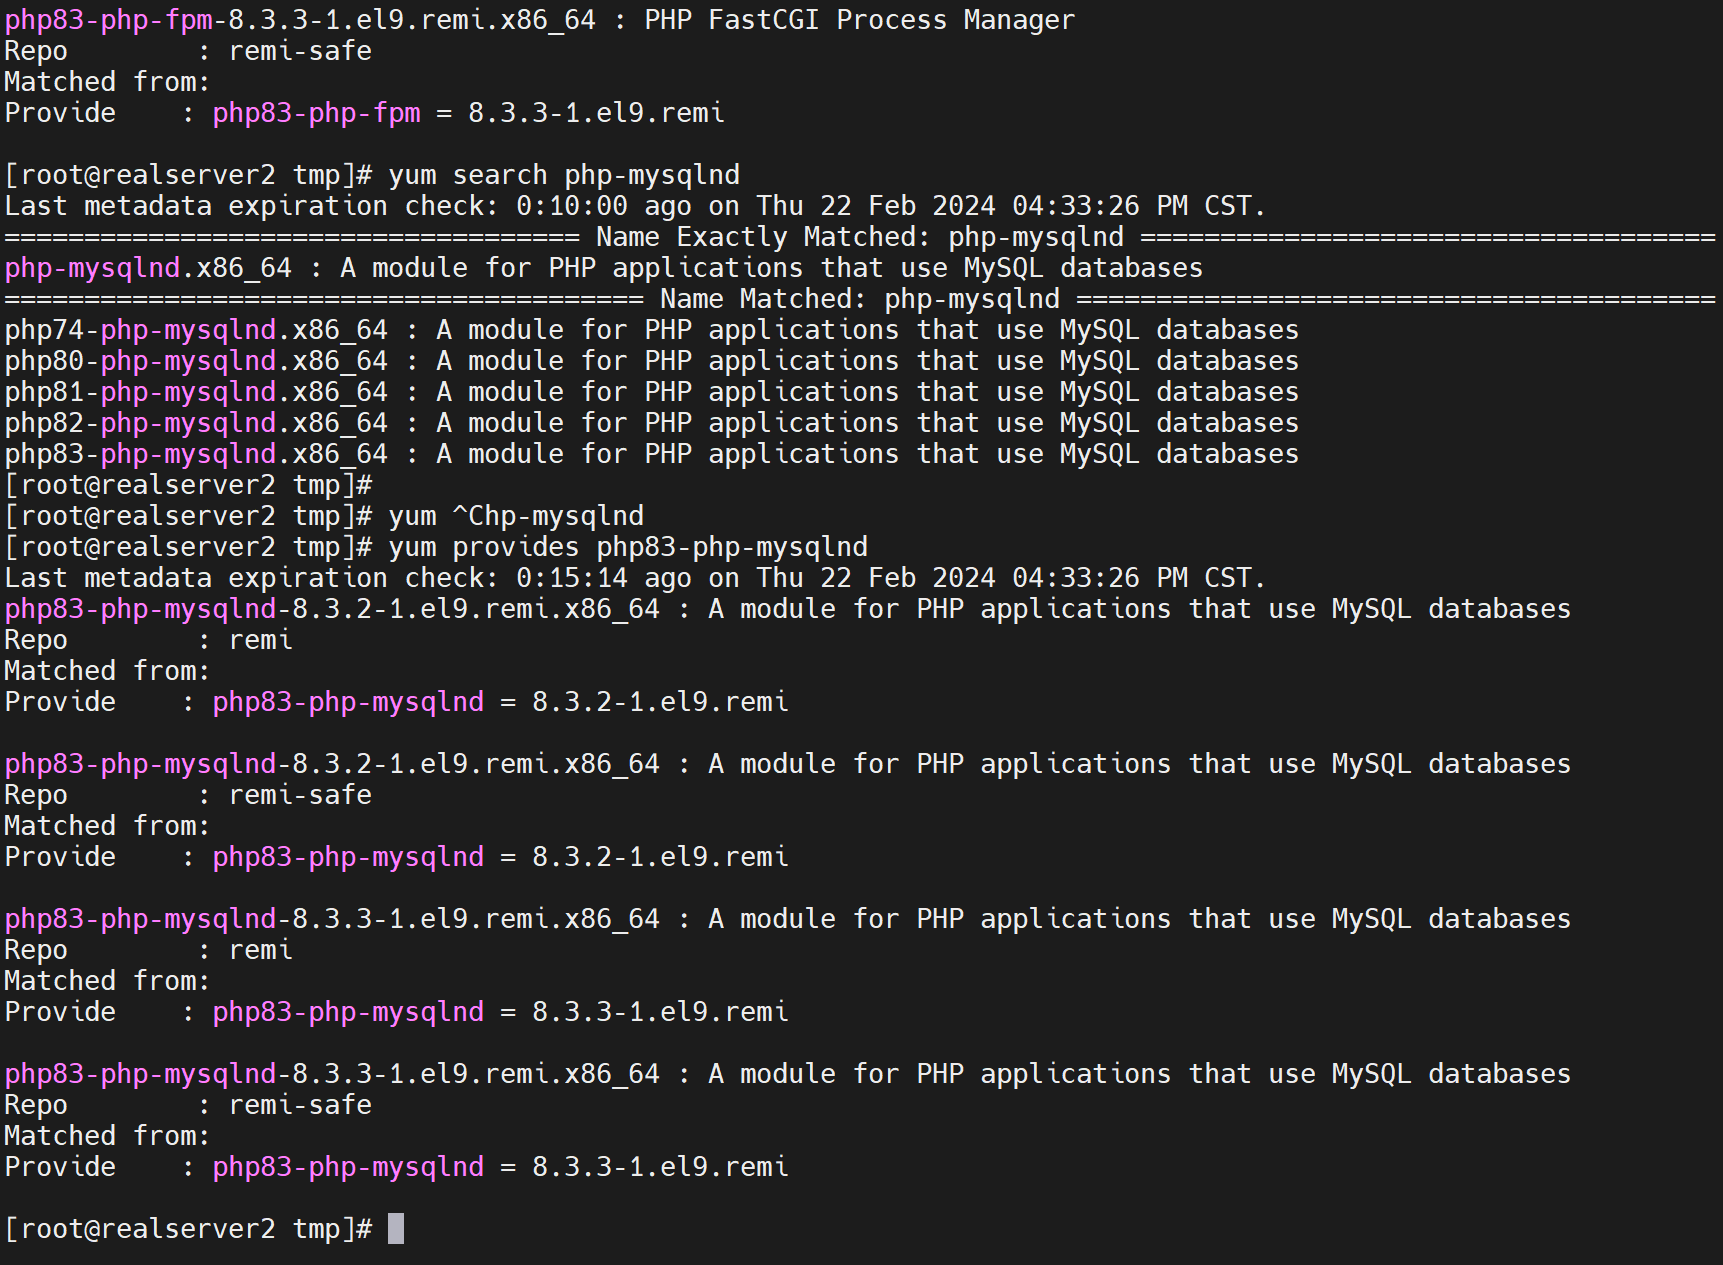 php83-php-fpm-8.3.3-1.el9.remi.x86_64 : PHP FastCGI Process Manager
Repo        : remi-safe
Matched from:
Provide    : php83-php-fpm = 8.3.3-1.el9.remi

[root@realserver2 tmp]# yum search php-mysqlnd
Last metadata expiration check: 0:10:00 ago on Thu 22 Feb 2024 04:33:26 PM CST.
==================================== Name Exactly Matched: php-mysqlnd ====================================
php-mysqlnd.x86_64 : A module for PHP applications that use MySQL databases
======================================== Name Matched: php-mysqlnd ========================================
php74-php-mysqlnd.x86_64 : A module for PHP applications that use MySQL databases
php80-php-mysqlnd.x86_64 : A module for PHP applications that use MySQL databases
php81-php-mysqlnd.x86_64 : A module for PHP applications that use MySQL databases
php82-php-mysqlnd.x86_64 : A module for PHP applications that use MySQL databases
php83-php-mysqlnd.x86_64 : A module for PHP applications that use MySQL databases
[root@realserver2 tmp]#
[root@realserver2 tmp]# yum ^Chp-mysqlnd
[root@realserver2 tmp]# yum provides php83-php-mysqlnd
Last metadata expiration check: 0:15:14 ago on Thu 22 Feb 2024 04:33:26 PM CST.
php83-php-mysqlnd-8.3.2-1.el9.remi.x86_64 : A module for PHP applications that use MySQL databases
Repo        : remi
Matched from:
Provide    : php83-php-mysqlnd = 8.3.2-1.el9.remi

php83-php-mysqlnd-8.3.2-1.el9.remi.x86_64 : A module for PHP applications that use MySQL databases
Repo        : remi-safe
Matched from:
Provide    : php83-php-mysqlnd = 8.3.2-1.el9.remi

php83-php-mysqlnd-8.3.3-1.el9.remi.x86_64 : A module for PHP applications that use MySQL databases
Repo        : remi
Matched from:
Provide    : php83-php-mysqlnd = 8.3.3-1.el9.remi

php83-php-mysqlnd-8.3.3-1.el9.remi.x86_64 : A module for PHP applications that use MySQL databases
Repo        : remi-safe
Matched from:
Provide    : php83-php-mysqlnd = 8.3.3-1.el9.remi

[root@realserver2 tmp]#